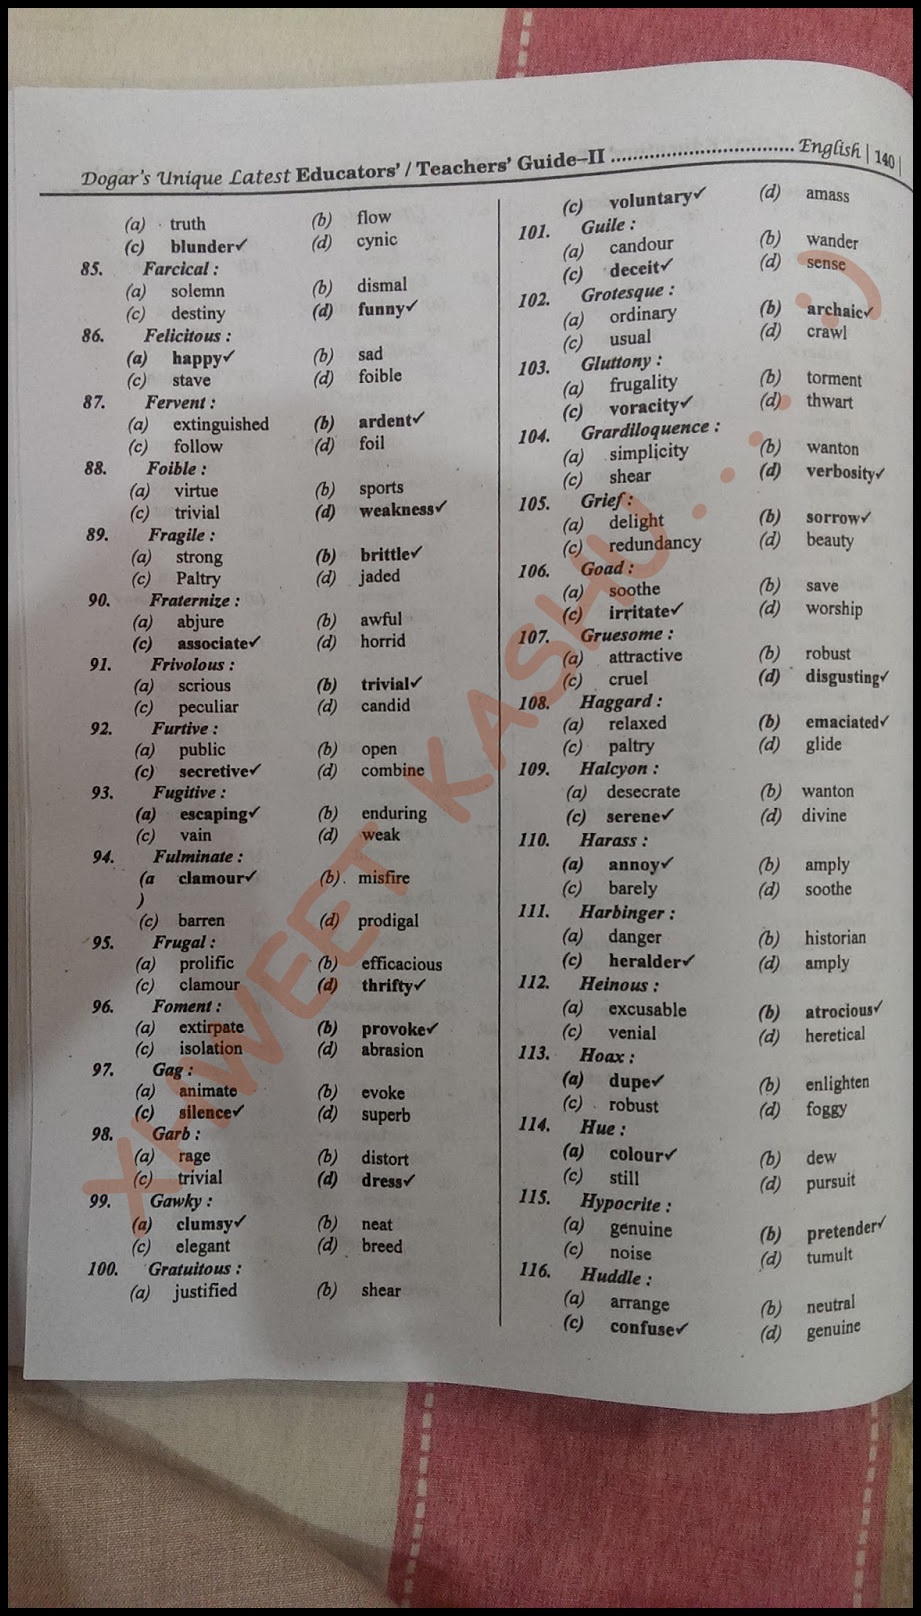 Dogar's Unique Latest Educators' / Teachers' Guide–II ................................ English | 140 |
(a) truth (b) flow
(c) blunder✓ (d) cynic
85. Farcical :
(a) solemn (b) dismal
(c) destiny (d) funny✓
86. Felicitous :
(a) happy✓ (b) sad
(c) stave (d) foible
87. Fervent :
(a) extinguished (b) ardent✓
(c) follow (d) foil
88. Foible :
(a) virtue (b) sports
(c) trivial (d) weakness✓
89. Fragile :
(a) strong (b) brittle✓
(c) Paltry (d) jaded
90. Fraternize :
(a) abjure (b) awful
(c) associate✓ (d) horrid
91. Frivolous :
(a) scrious (b) trivial✓
(c) peculiar (d) candid
92. Furtive :
(a) public (b) open
(c) secretive✓ (d) combine
93. Fugitive :
(a) escaping✓ (b) enduring
(c) vain (d) weak
94. Fulminate :
(a clamour✓ (b) misfire
)
(c) barren (d) prodigal
95. Frugal :
(a) prolific (b) efficacious
(c) clamour (d) thrifty✓
96. Foment :
(a) extirpate (b) provoke✓
(c) isolation (d) abrasion
97. Gag :
(a) animate (b) evoke
(c) silence✓ (d) superb
98. Garb :
(a) rage (b) distort
(c) trivial (d) dress✓
99. Gawky :
(a) clumsy✓ (b) neat
(c) elegant (d) breed
100. Gratuitous :
(a) justified (b) shear
(c) voluntary✓ (d) amass
101. Guile :
(a) candour (b) wander
(c) deceit✓ (d) sense
102. Grotesque :
(a) ordinary (b) archaic✓
(c) usual (d) crawl
103. Gluttony :
(a) frugality (b) torment
(c) voracity✓ (d) thwart
104. Grardiloquence :
(a) simplicity (b) wanton
(c) shear (d) verbosity✓
105. Grief :
(a) delight (b) sorrow✓
(c) redundancy (d) beauty
106. Goad :
(a) soothe (b) save
(c) irritate✓ (d) worship
107. Gruesome :
(a) attractive (b) robust
(c) cruel (d) disgusting✓
108. Haggard :
(a) relaxed (b) emaciated✓
(c) paltry (d) glide
109. Halcyon :
(a) desecrate (b) wanton
(c) serene✓ (d) divine
110. Harass :
(a) annoy✓ (b) amply
(c) barely (d) soothe
111. Harbinger :
(a) danger (b) historian
(c) heralder✓ (d) amply
112. Heinous :
(a) excusable (b) atrocious✓
(c) venial (d) heretical
113. Hoax :
(a) dupe✓ (b) enlighten
(c) robust (d) foggy
114. Hue :
(a) colour✓ (b) dew
(c) still (d) pursuit
115. Hypocrite :
(a) genuine (b) pretender✓
(c) noise (d) tumult
116. Huddle :
(a) arrange (b) neutral
(c) confuse✓ (d) genuine
XHWEET KASHU....:)